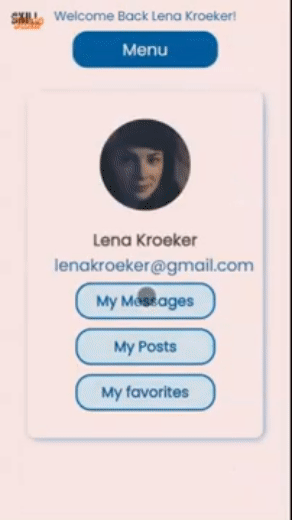 SKILL
Welcome Back Lena Kroeker!
Menu
Lena Kroeker
lenakroeker@gmail.com
My Messages
My Posts
My favorites